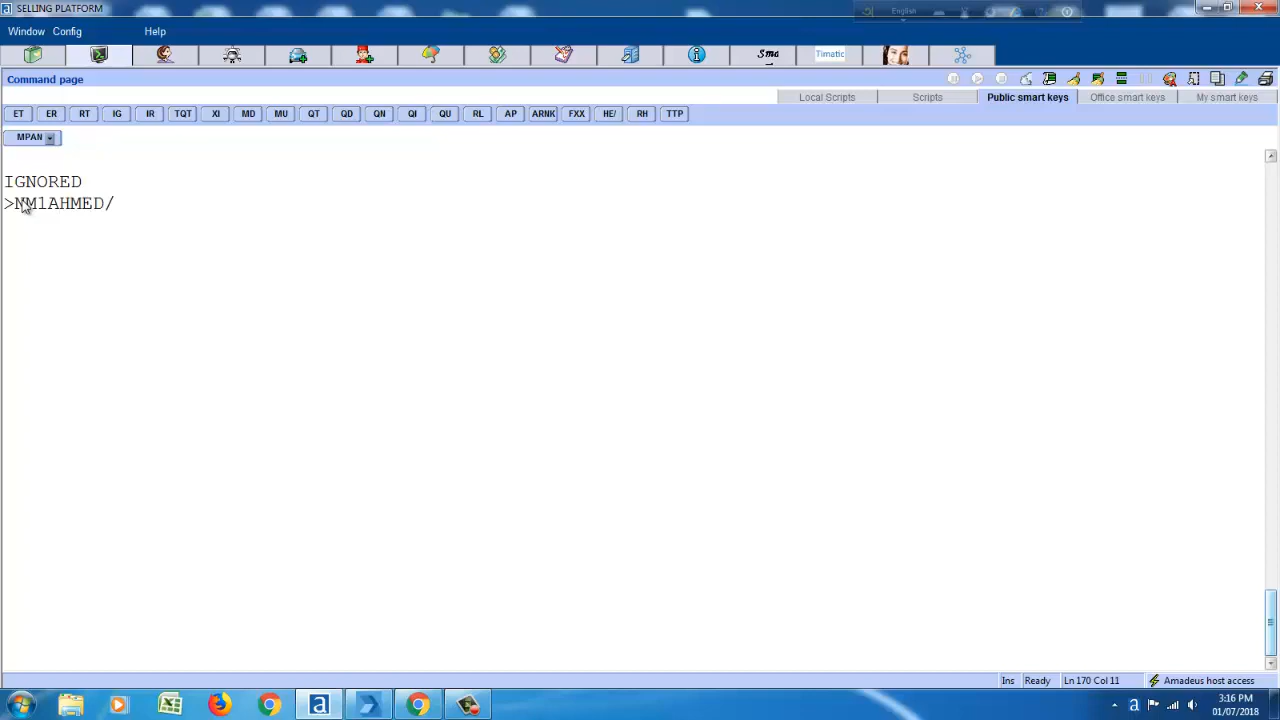 SELLING PLATFORM
English
Window Config Help
Sma
Timatic
Command page
Local Scripts Scripts Public smart keys Office smart keys My smart keys
ET ER RT IG IR TQT XI MD MU QT QD QN QI QU RL AP ARNK FXX HE/ RH TTP
MPAN
IGNORED
>NM1AHMED/
Ins Ready Ln 170 Col 11 Amadeus host access
3:16 PM
01/07/2018